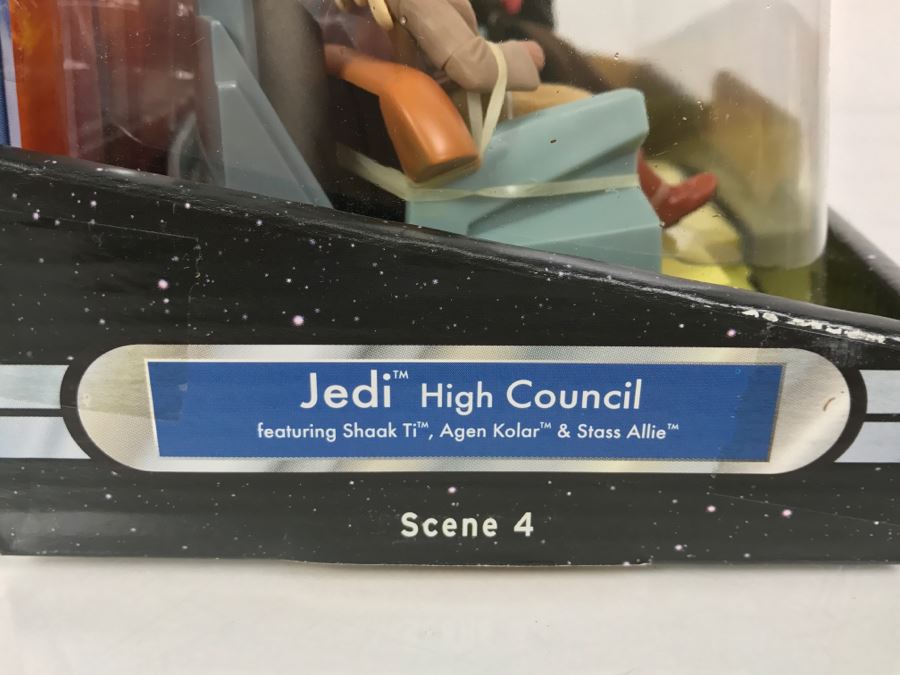 Jedi™ High Council
featuring Shaak Ti™, Agen Kolar™ & Stass Allie™
Scene 4